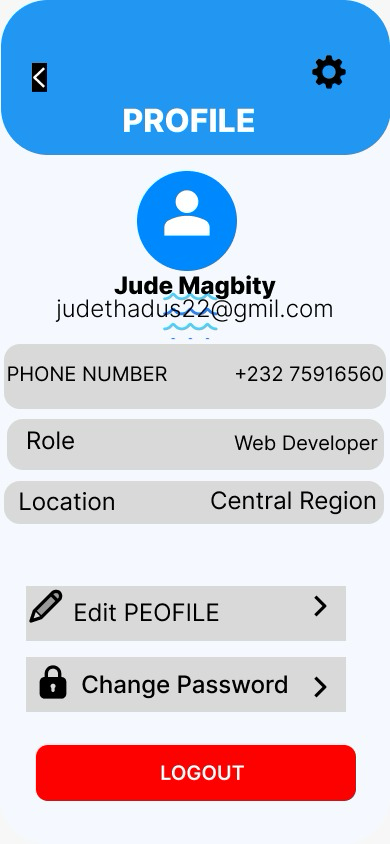 PROFILE
Jude Magbity
judethadus22@gmil.com
PHONE NUMBER +232 75916560
Role Web Developer
Location Central Region
Edit PEOFILE
Change Password
LOGOUT